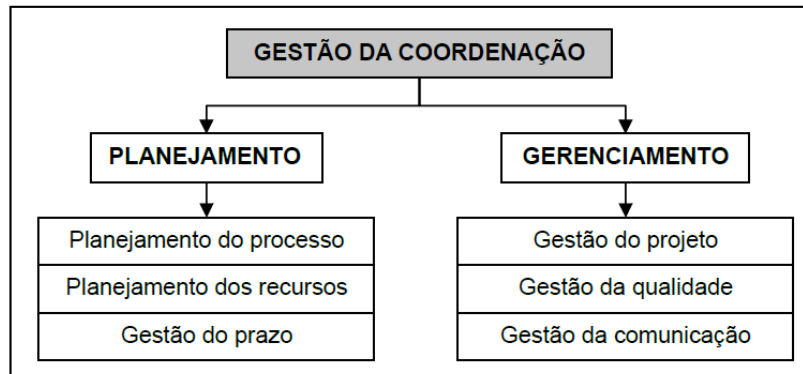 GESTÃO DA COORDENAÇÃO
PLANEJAMENTO
Planejamento do processo
Planejamento dos recursos
Gestão do prazo
GERENCIAMENTO
Gestão do projeto
Gestão da qualidade
Gestão da comunicação